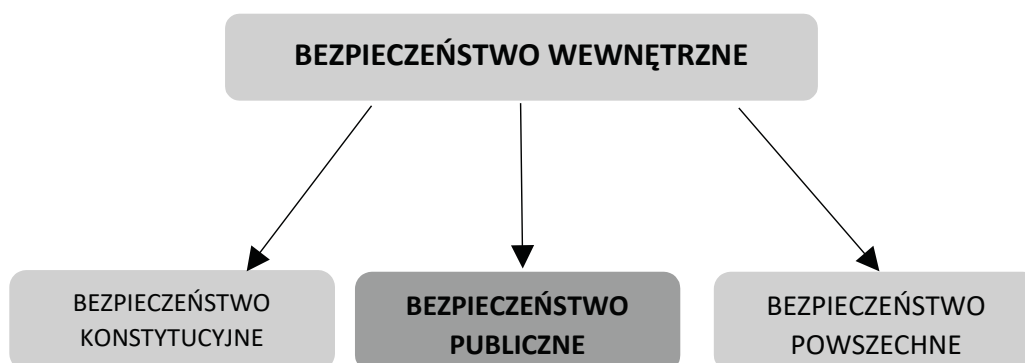 BEZPIECZEŃSTWO WEWNĘTRZNE
BEZPIECZEŃSTWO
KONSTYTUCYJNE
BEZPIECZEŃSTWO
PUBLICZNE
BEZPIECZEŃSTWO
POWSZECHNE